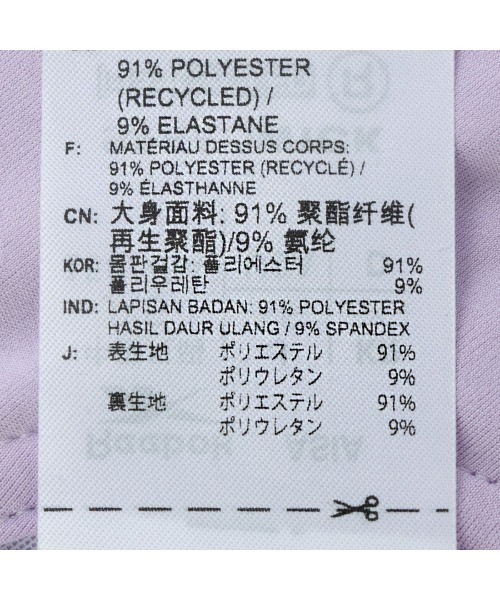 91% POLYESTER
(RECYCLED) /
9% ELASTANE
F: MATÉRIAU DESSUS CORPS:
91% POLYESTER (RECYCLÉ) /
9% ÉLASTHANNE
CN: 大身面料: 91% 聚酯纤维(
再生聚酯)/9% 氨纶
KOR: 몸판겉감: 폴리에스터 91%
폴리우레탄 9%
IND: LAPISAN BADAN: 91% POLYESTER
HASIL DAUR ULANG / 9% SPANDEX
J: 表生地 ポリエステル 91%
ポリウレタン 9%
裏生地 ポリエステル 91%
ポリウレタン 9%